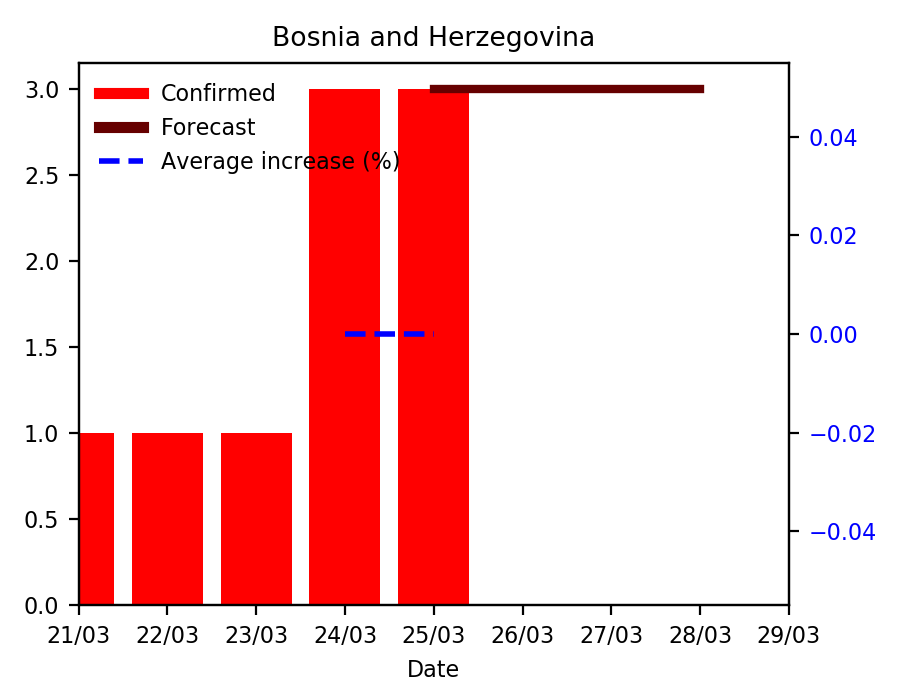 Bosnia and Herzegovina
Confirmed
Forecast
Average increase (%)
3.0
2.5
2.0
1.5
1.0
0.5
0.0
0.04
0.02
0.00
−0.02
−0.04
21/03 22/03 23/03 24/03 25/03 26/03 27/03 28/03 29/03
Date